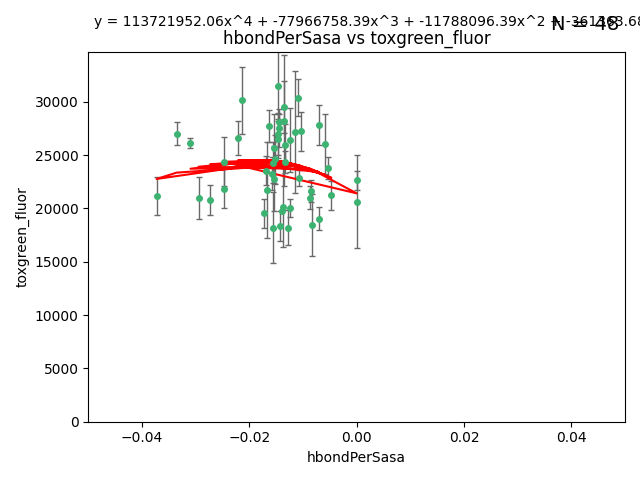 y = 113721952.06x^4 + -77966758.39x^3 + -11788096.39x^2 +
N = 48
hbondPerSasa vs toxgreen_fluor
30000
25000
20000
15000
10000
5000
0
toxgreen_fluor
−0.04
−0.02
0.00
0.02
0.04
hbondPerSasa